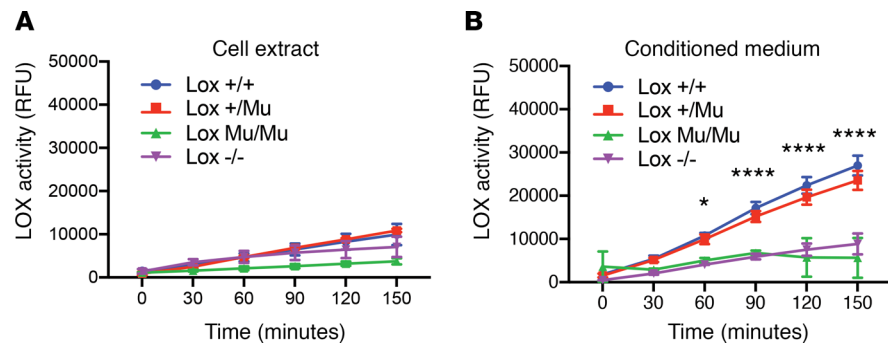 A
Cell extract
LOX activity (RFU)
50000
40000
30000
20000
10000
0
Lox +/+
Lox +/Mu
Lox Mu/Mu
Lox -/-
0 30 60 90 120 150
Time (minutes)
B
Conditioned medium
LOX activity (RFU)
50000
40000
30000
20000
10000
0
Lox +/+
Lox +/Mu
Lox Mu/Mu
Lox -/-
* **** **** ****
0 30 60 90 120 150
Time (minutes)